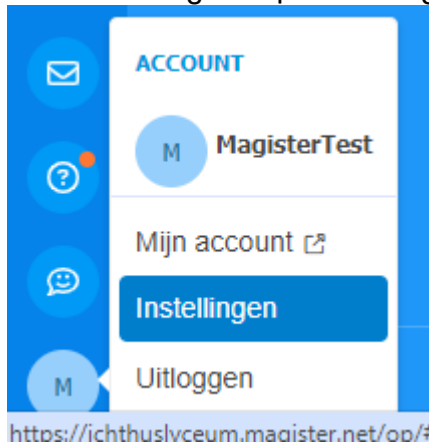 ACCOUNT
M MagisterTest
Mijn account
Instellingen
M Uitloggen
https://ichthuslyceum.magister.net/op/#